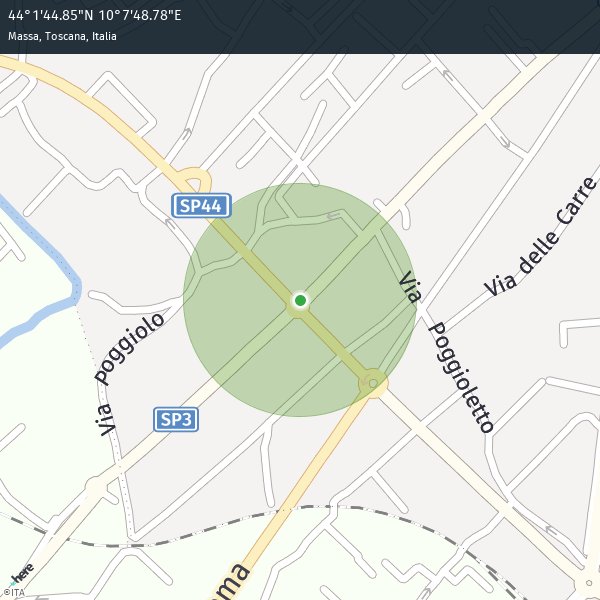 44°1'44.85"N 10°7'48.78"E
Massa, Toscana, Italia
SP44
Via delle Carre
Via Poggioletto
Via Poggiolo
SP3
here
©ITA